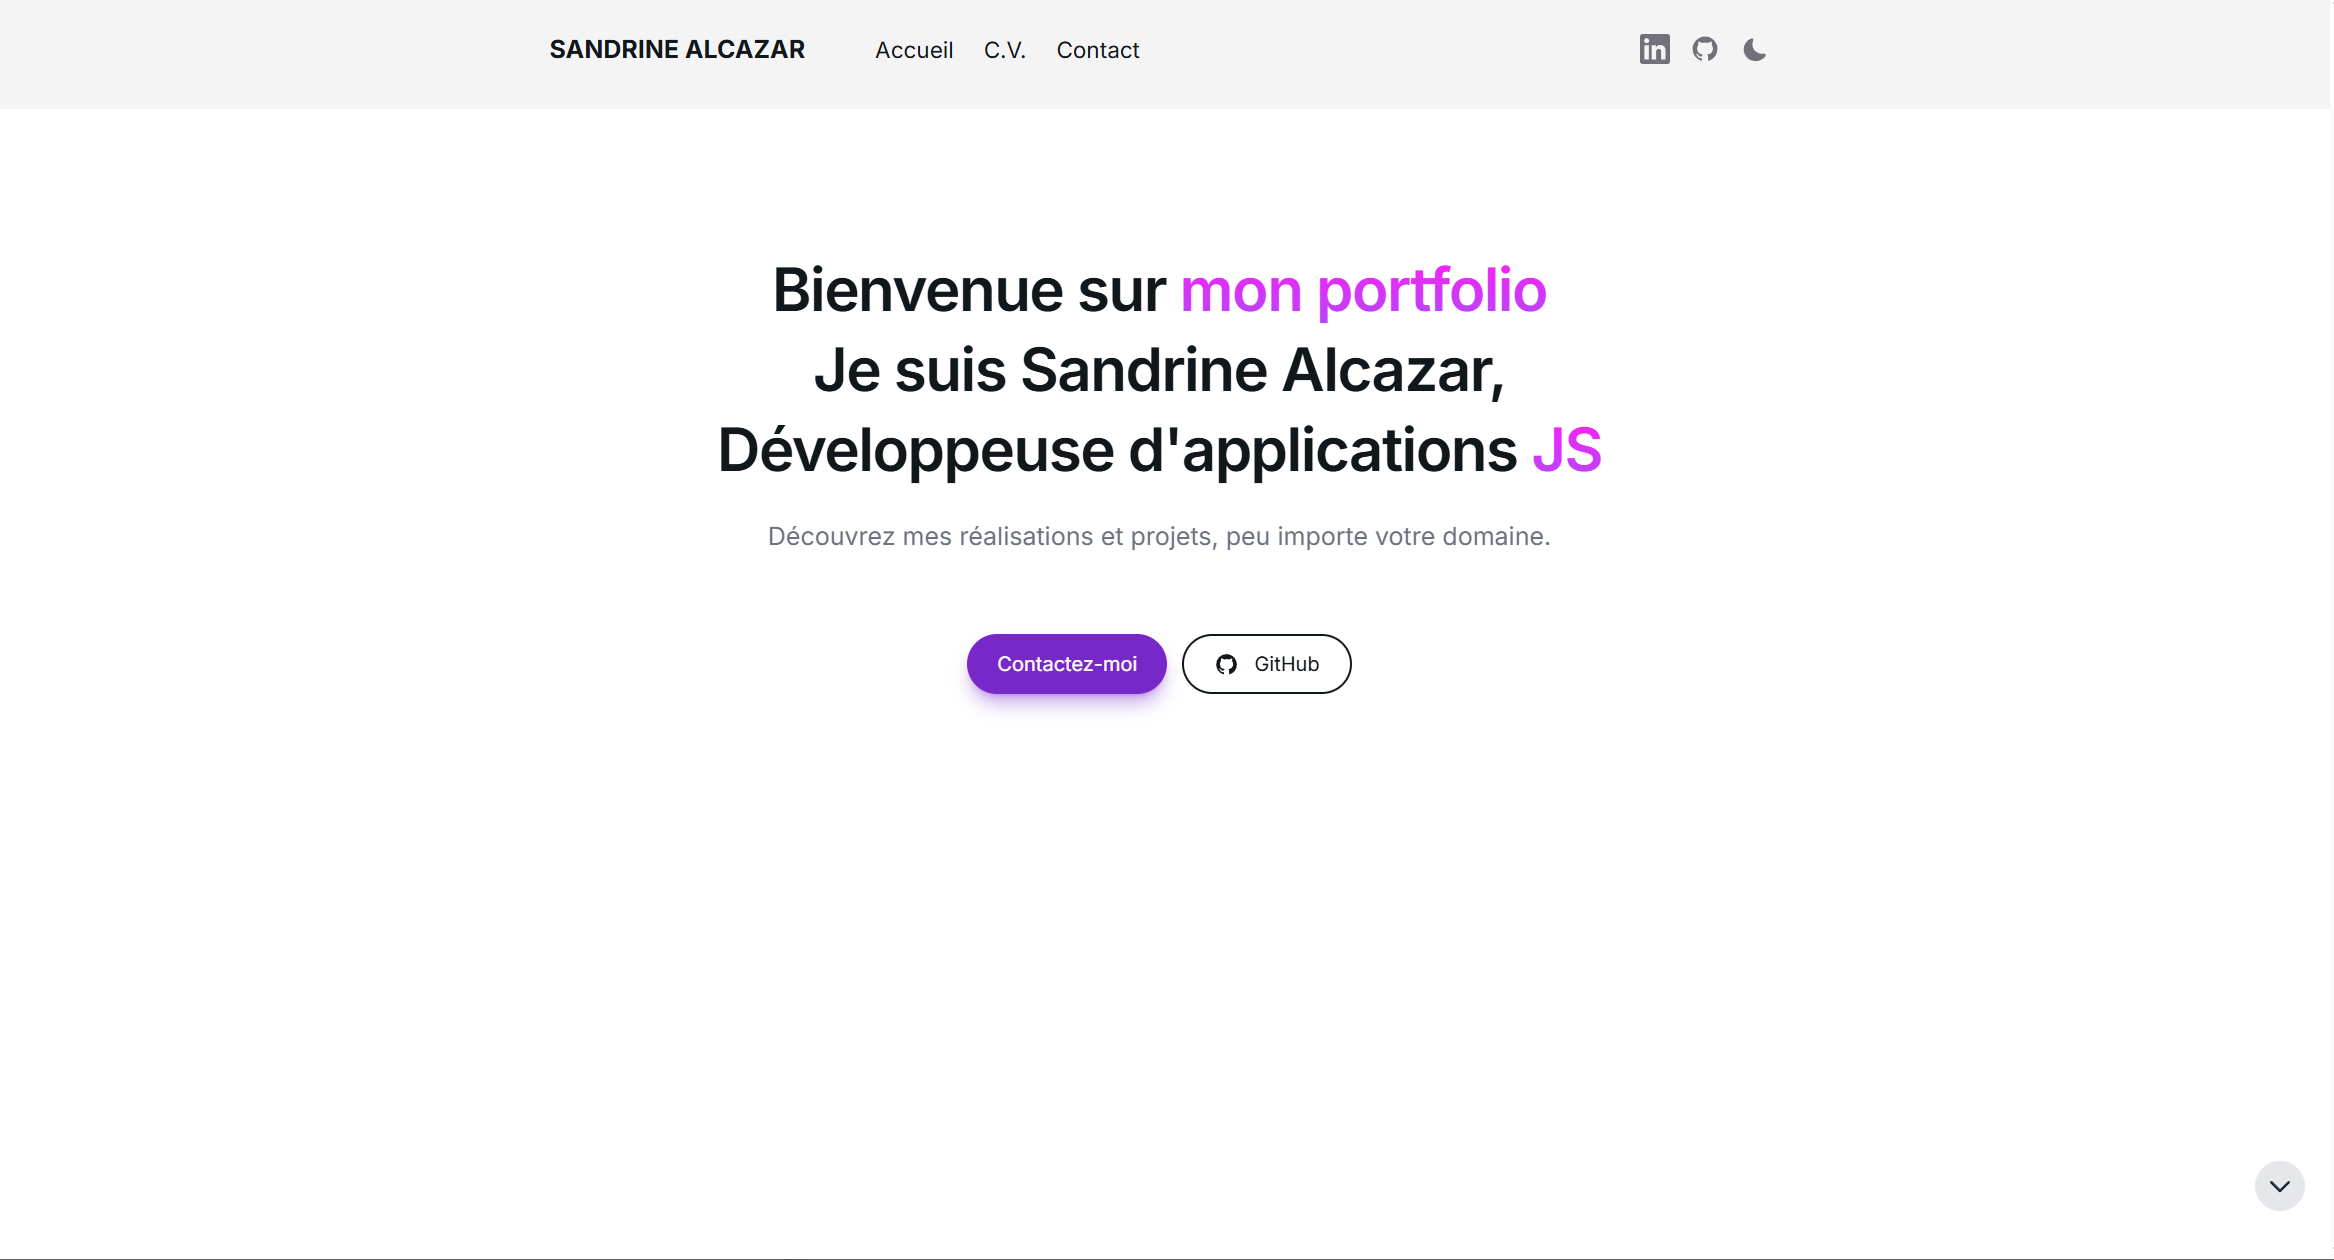 SANDRINE ALCAZAR
Accueil
C.V.
Contact
in
Bienvenue sur mon portfolio
Je suis Sandrine Alcazar,
Développeuse d'applications JS
Découvrez mes réalisations et projets, peu importe votre domaine.
Contactez-moi
GitHub